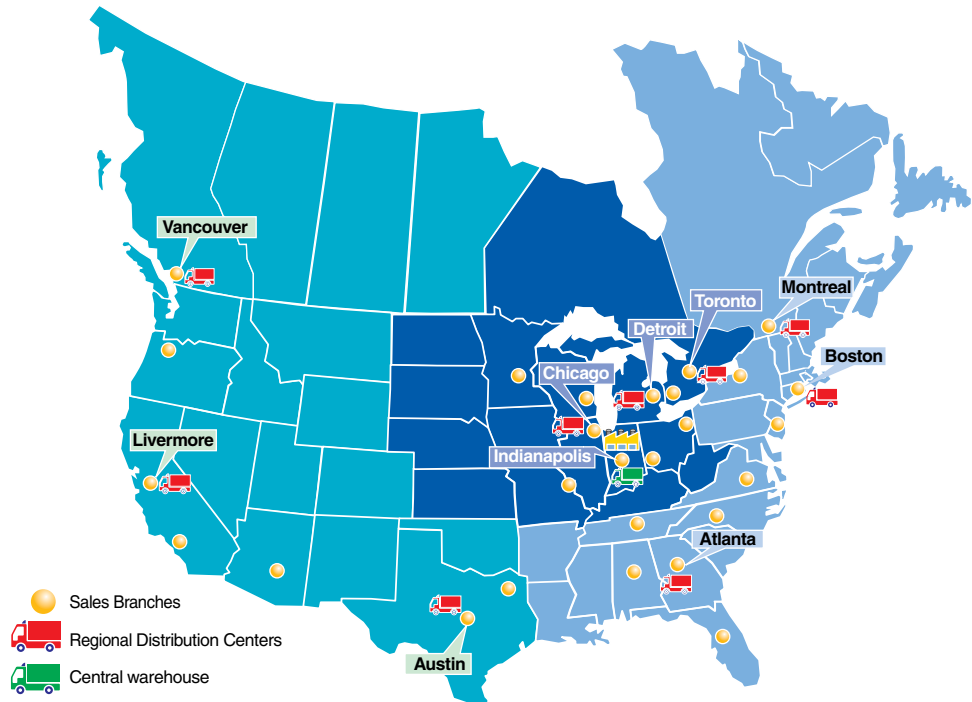 Vancouver
Montreal
Toronto
Detroit
Boston
Chicago
Livermore
Indianapolis
Atlanta
Sales Branches
Regional Distribution Centers
Austin
Central warehouse